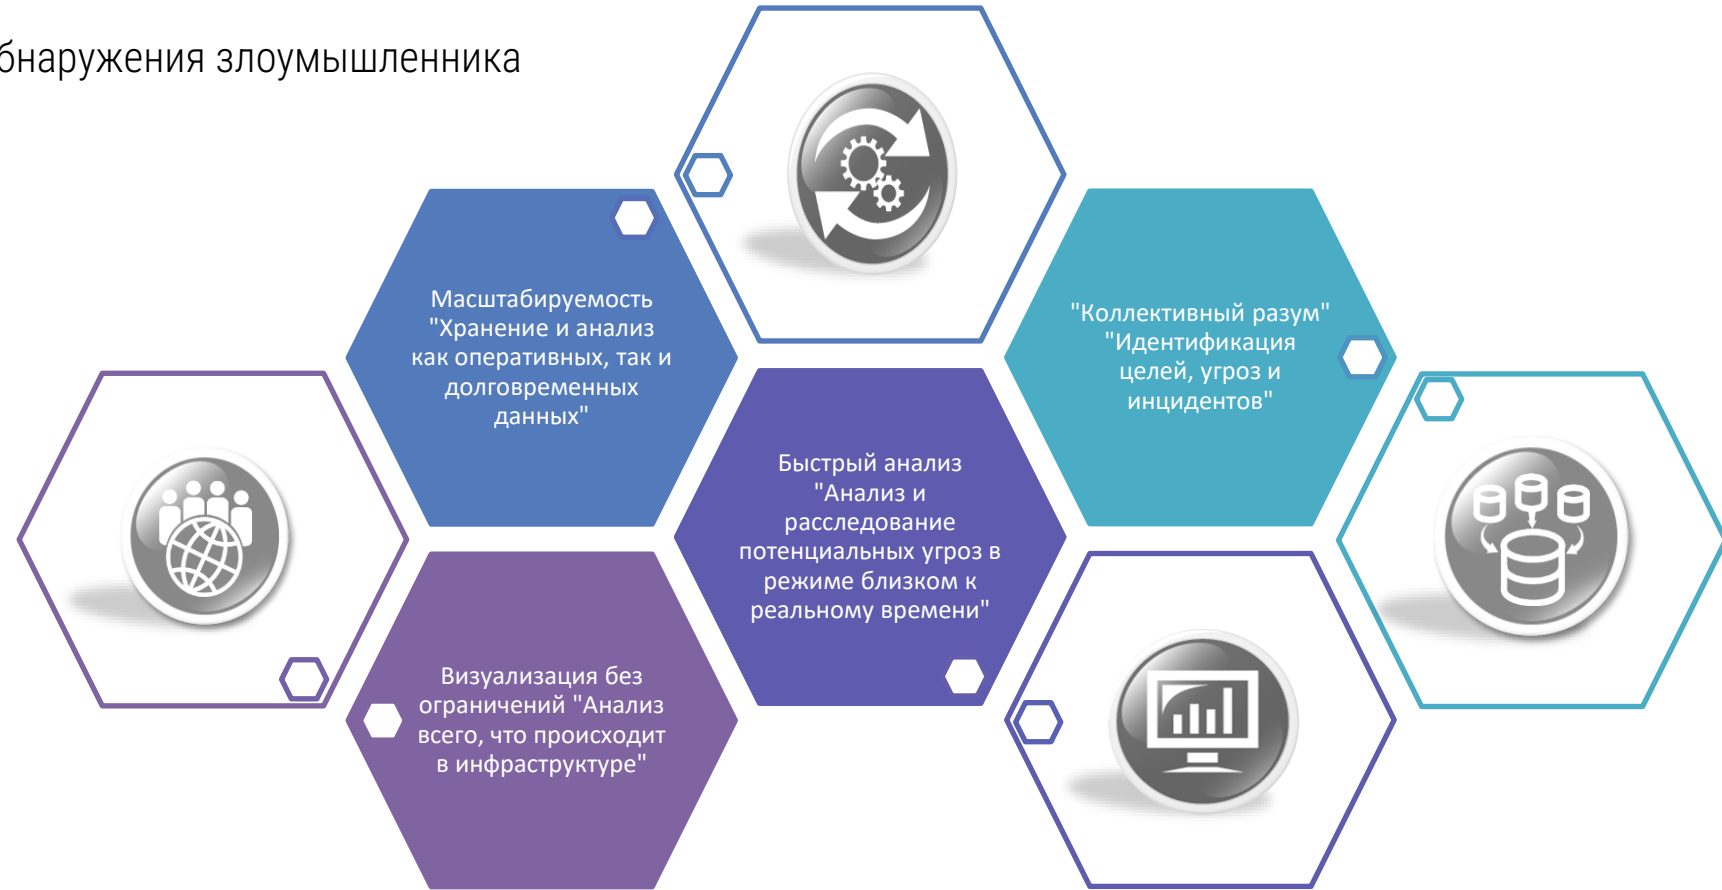 бнаружения злоумышленника
Масштабируемость
"Хранение и анализ
как оперативных, так и
долговременных
данных"
"Коллективный разум"
"Идентификация
целей, угроз и
инцидентов"
Быстрый анализ
"Анализ и
расследование
потенциальных угроз в
режиме близком к
реальному времени"
Визуализация без
ограничений "Анализ
всего, что происходит
в инфраструктуре"